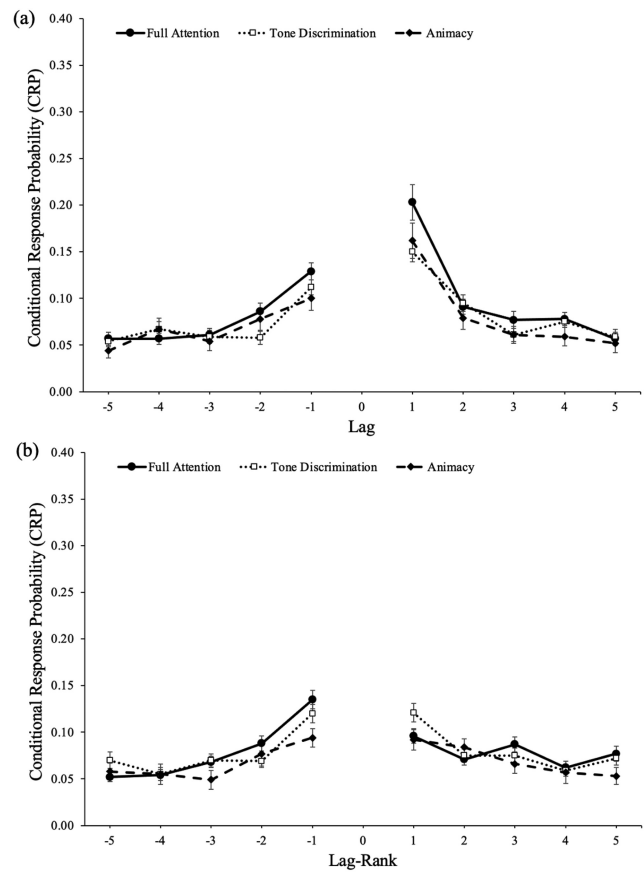 (a)
Full Attention Tone Discrimination Animacy
Conditional Response Probability (CRP)
0.40
0.35
0.30
0.25
0.20
0.15
0.10
0.05
0.00
-5 -4 -3 -2 -1 0 1 2 3 4 5
Lag
(b)
Full Attention Tone Discrimination Animacy
Conditional Response Probability (CRP)
0.40
0.35
0.30
0.25
0.20
0.15
0.10
0.05
0.00
-5 -4 -3 -2 -1 0 1 2 3 4 5
Lag-Rank